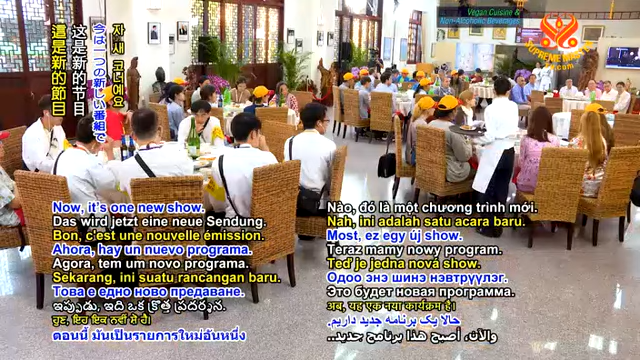 Vegan Cuisine &
Non-Alcoholic Beverages
SUPREME MASTER
TV.com
자, 새 코너예요
今は一つの新しい番組で
这是新的节目
這是新的節目
Now, it's one new show.
Das wird jetzt eine neue Sendung.
Bon, c'est une nouvelle émission.
Ahora, hay un nuevo programa.
Agora, tem um novo programa.
Sekarang, ini suatu rancangan baru.
Това е едно ново предаване.
ఇప్పుడు, ఇది ఒక కొత్త ప్రదర్శన.
ਹੁਣ, ਇਹ ਇਕ ਨਵੀਂ ਸ਼ੋ ਹੈ।
ตอนนี้ มันเป็นรายการใหม่อันหนึ่ง
Nào, đó là một chương trình mới.
Nah, ini adalah satu acara baru.
Most, ez egy új show.
Teraz mamy nowy program.
Teď je jedna nová show.
Одоо энэ шинэ нэвтрүүлэг.
Это будет новая программа.
अब, यह एक नया कार्यक्रम है।
حالا یک برنامه جدید داریم.
والآن، أصبح هذا برنامج جديد..